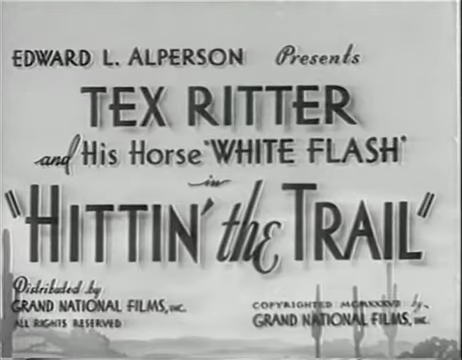 EDWARD L. ALPERSON Presents
TEX RITTER
and His Horse "WHITE FLASH"
in
"HITTIN' the TRAIL"
Distributed by
GRAND NATIONAL FILMS, INC.
ALL RIGHTS RESERVED
COPYRIGHTED MCMXXXVII by
GRAND NATIONAL FILMS, INC.